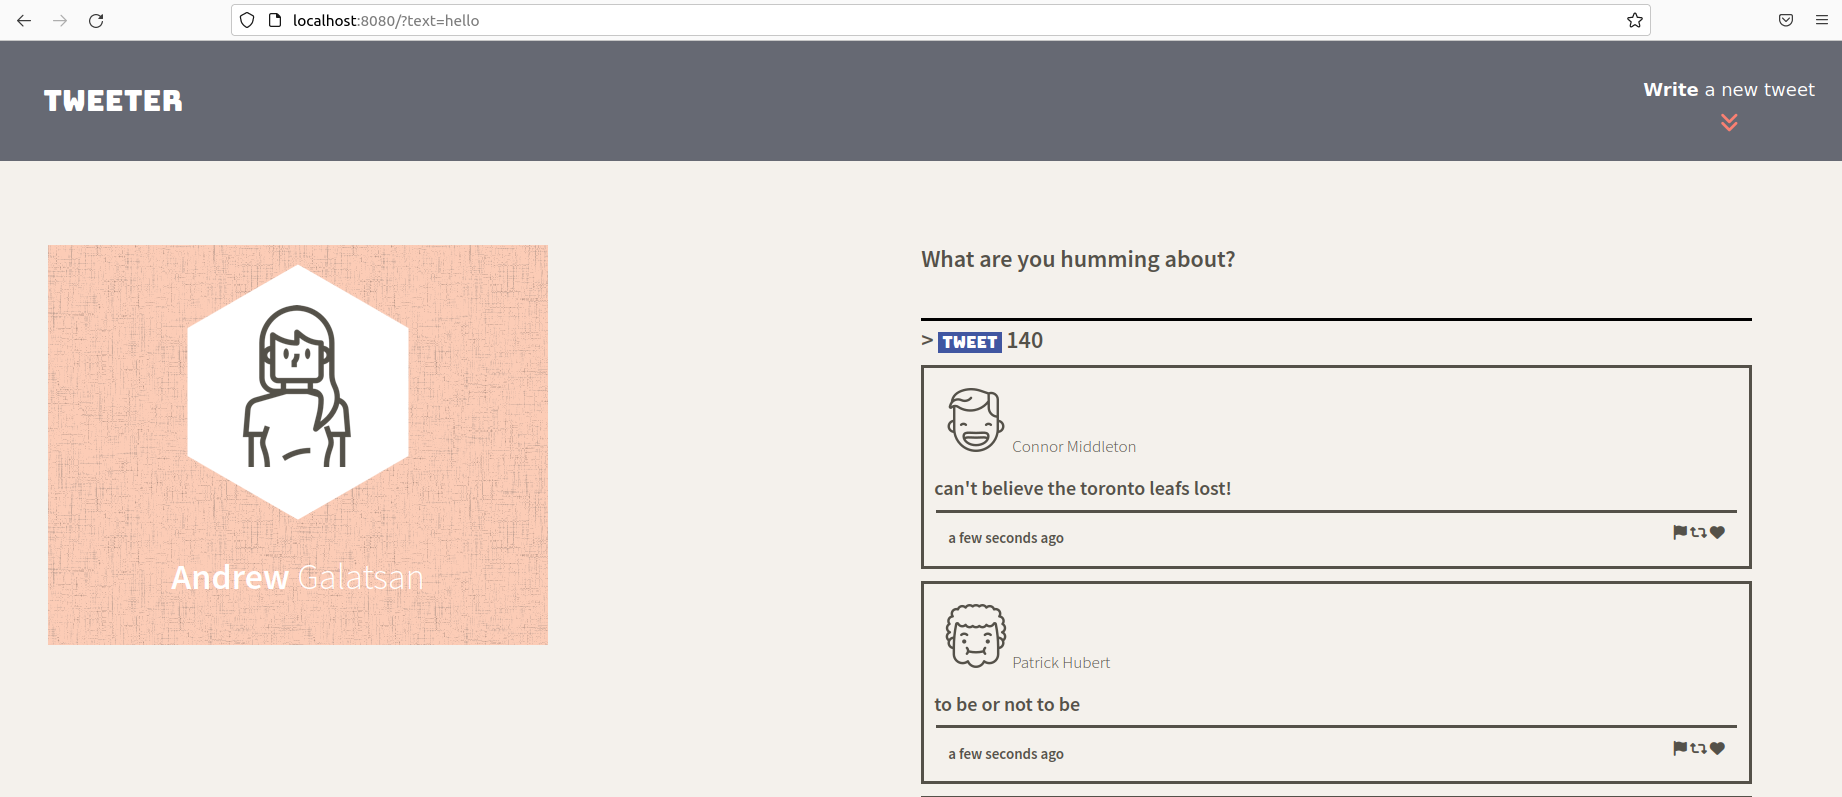 localhost:8080/?text=hello
TWEETER
Write a new tweet
Andrew Galatsan
What are you humming about?
> TWEET 140
Connor Middleton
can't believe the toronto leafs lost!
a few seconds ago
Patrick Hubert
to be or not to be
a few seconds ago